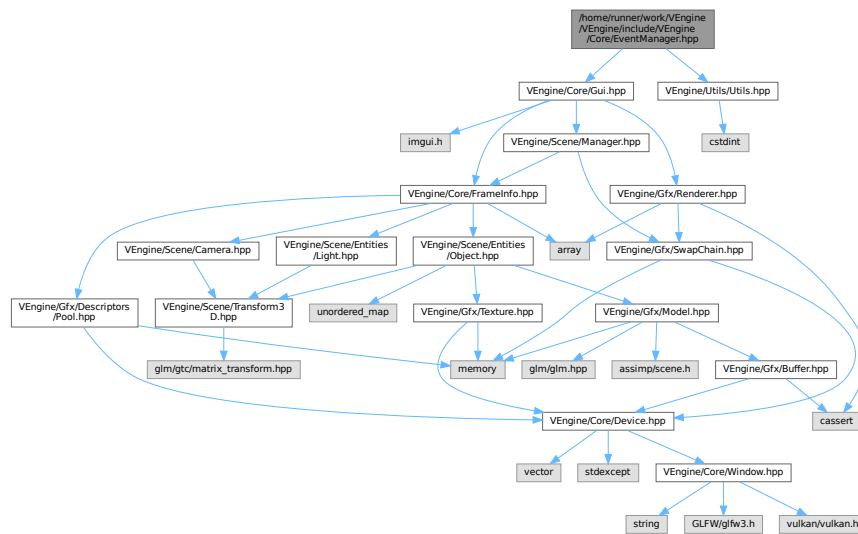 /home/runner/work/VEngine
/VEngine/include/VEngine
/Core/EventManager.hpp
VEngine/Core/Gui.hpp
VEngine/Utils/Utils.hpp
imgui.h
VEngine/Scene/Manager.hpp
cstdint
VEngine/Core/FrameInfo.hpp
VEngine/Gfx/Renderer.hpp
VEngine/Scene/Camera.hpp
VEngine/Scene/Entities
/Light.hpp
VEngine/Scene/Entities
/Object.hpp
array
VEngine/Gfx/SwapChain.hpp
VEngine/Gfx/Descriptors
/Pool.hpp
VEngine/Scene/Transform3
D.hpp
unordered_map
VEngine/Gfx/Texture.hpp
VEngine/Gfx/Model.hpp
glm/gtc/matrix_transform.hpp
memory
glm/glm.hpp
assimp/scene.h
VEngine/Gfx/Buffer.hpp
VEngine/Core/Device.hpp
cassert
vector
stdexcept
VEngine/Core/Window.hpp
string
GLFW/glfw3.h
vulkan/vulkan.h